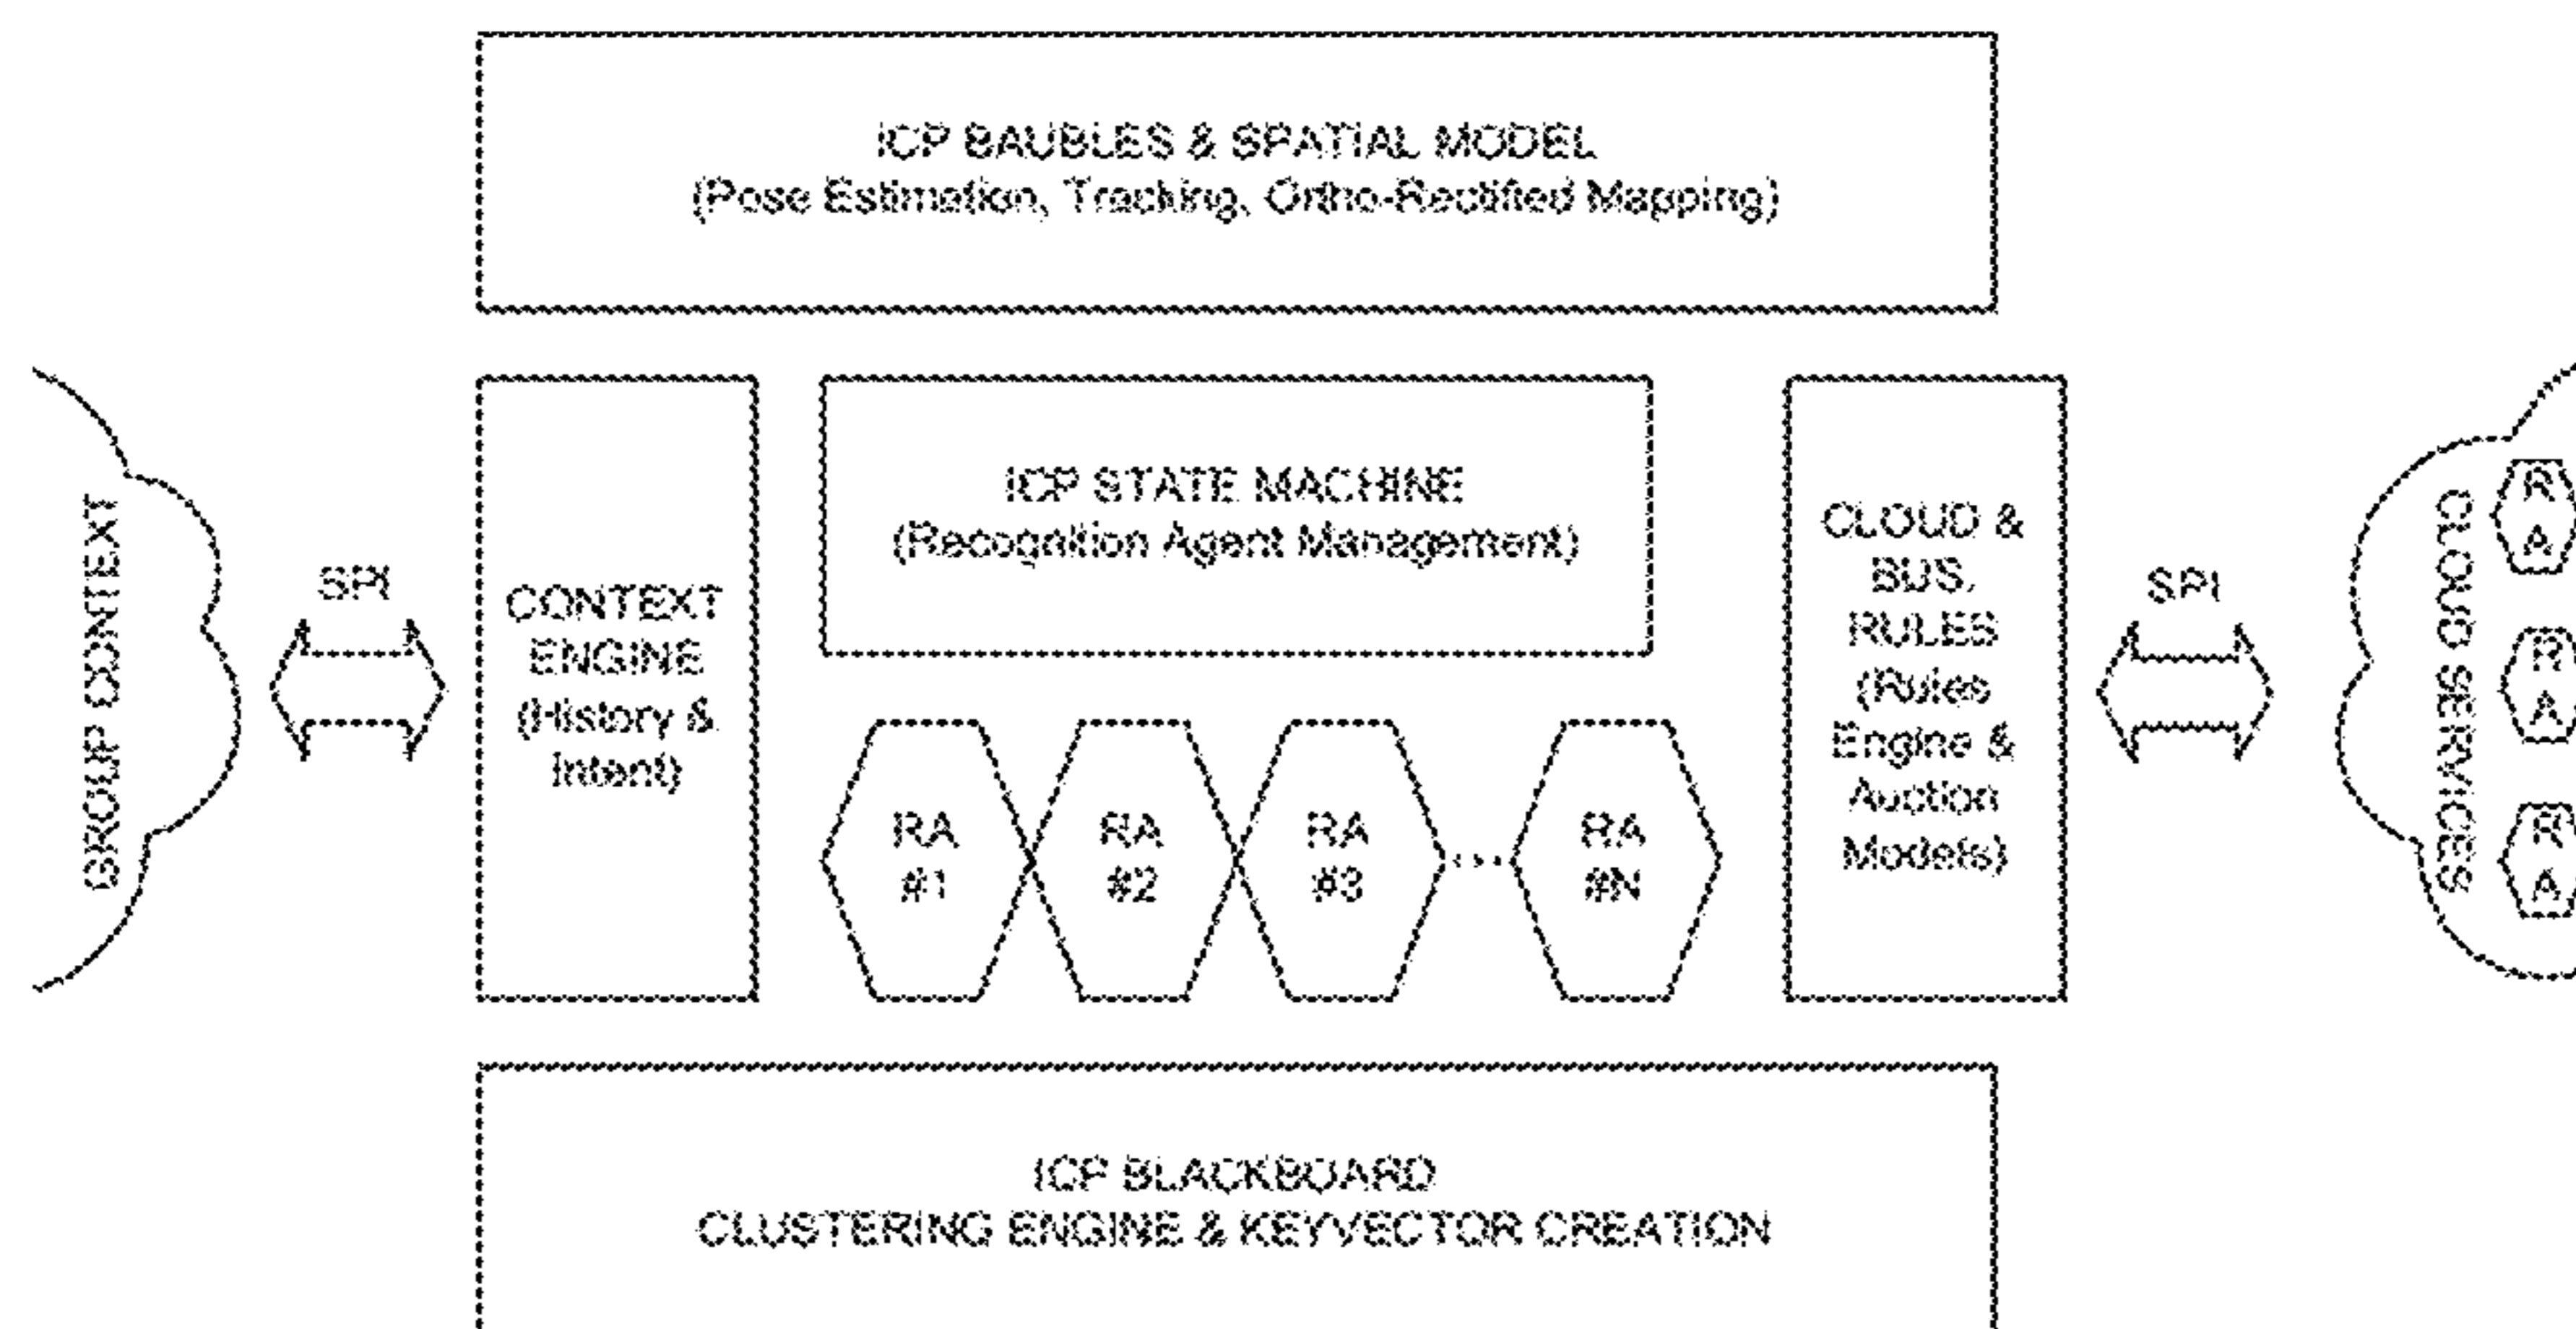 ICP BAUBLES & SPATIAL MODEL
(Pose Estimation, Tracking, Ortho-Rectified Mapping)
GROUP CONTEXT
SPI
CONTEXT
ENGINE
(History &
Intent)
ICP STATE MACHINE
(Recognition Agent Management)
RA
#1
RA
#2
RA
#3
RA
#N
CLOUD &
BUS.
RULES
(Rules
Engine &
Auction
Models)
SPI
CLOUD SERVICES
R
A
R
A
R
A
ICP BLACKBOARD
CLUSTERING ENGINE & KEYVECTOR CREATION